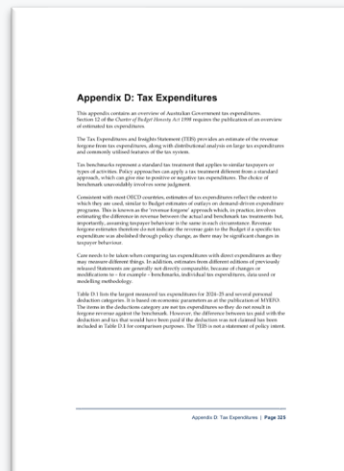 Appendix D: Tax Expenditures
This appendix contains an overview of Australian Government tax expenditures.
Section 12 of the Charter of Budget Honesty Act 1998 requires the publication of an overview
of estimated tax expenditures.
The Tax Expenditures and Insights Statement (TEIS) provides an estimate of the revenue
forgone from tax expenditures, along with distributional analysis on large tax expenditures
and commonly utilised features of the tax system.
Tax benchmarks represent a standard tax treatment that applies to similar taxpayers or
types of activities. Policy approaches can apply a tax treatment different from a standard
approach, which can give rise to positive or negative tax expenditures. The choice of
benchmark unavoidably involves some judgment.
Consistent with most OECD countries, estimates of tax expenditures reflect the extent to
which they are used, similar to Budget estimates of outlays on demand-driven expenditure
programs. This is known as the 'revenue forgone' approach which, in practice, involves
estimating the difference in revenue between the actual and benchmark tax treatments but,
importantly, assuming taxpayer behaviour is the same in each circumstance. Revenue
forgone estimates therefore do not indicate the revenue gain to the Budget if a specific tax
expenditure was abolished through policy change, as there may be significant changes in
taxpayer behaviour.
Care needs to be taken when comparing tax expenditures with direct expenditures as they
may measure different things. In addition, estimates from different editions of previously
released Statements are generally not directly comparable, because of changes or
modifications to – for example – benchmarks, individual tax expenditures, data used or
modelling methodology.
Table D.1 lists the largest measured tax expenditures for 2024–25 and several personal
deduction categories. It is based on economic parameters as at the publication of MYEFO.
The items in the deductions category are not tax expenditures as they do not result in
forgone revenue against the benchmark. However, the difference between tax paid with the
deduction and tax that would have been paid if the deduction was not claimed has been
included in Table D.1 for comparison purposes. The TEIS is not a statement of policy intent.
Appendix D: Tax Expenditures | Page 325